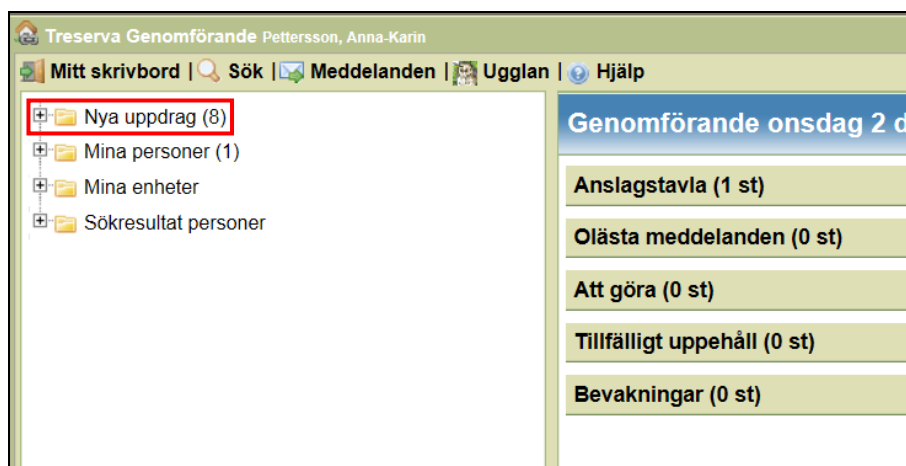 Treserva Genomförande Pettersson, Anna-Karin
Mitt skrivbord | Sök | Meddelanden | Ugglan | Hjälp
Nya uppdrag (8)
Mina personer (1)
Mina enheter
Sökresultat personer
Genomförande onsdag 2 d
Anslagstavla (1 st)
Olästa meddelanden (0 st)
Att göra (0 st)
Tillfälligt uppehåll (0 st)
Bevakningar (0 st)